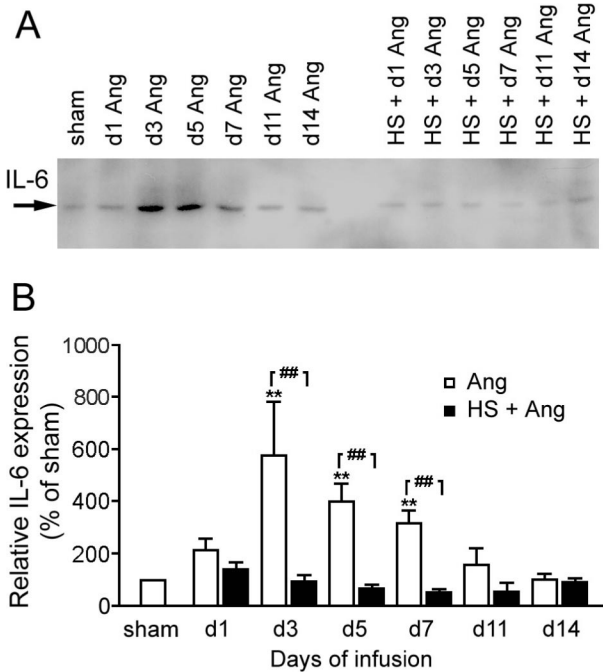 A
sham
d1 Ang
d3 Ang
d5 Ang
d7 Ang
d11 Ang
d14 Ang
HS + d1 Ang
HS + d3 Ang
HS + d5 Ang
HS + d7 Ang
HS + d11 Ang
HS + d14 Ang
IL-6
B
Relative IL-6 expression
(% of sham)
1000
800
600
400
200
0
##
**
##
**
##
**
Ang
HS + Ang
sham d1 d3 d5 d7 d11 d14
Days of infusion